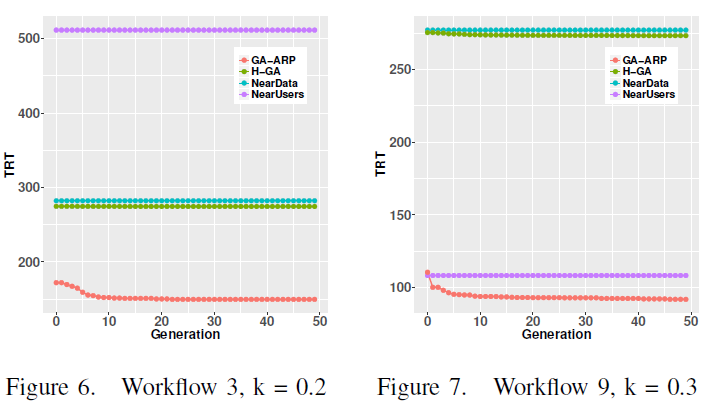 500
400
300
200
TRT
GA-ARP
H-GA
NearData
NearUsers
0 10 20 30 40 50
Generation
Figure 6. Workflow 3, k = 0.2
250
200
150
100
TRT
GA-ARP
H-GA
NearData
NearUsers
0 10 20 30 40 50
Generation
Figure 7. Workflow 9, k = 0.3